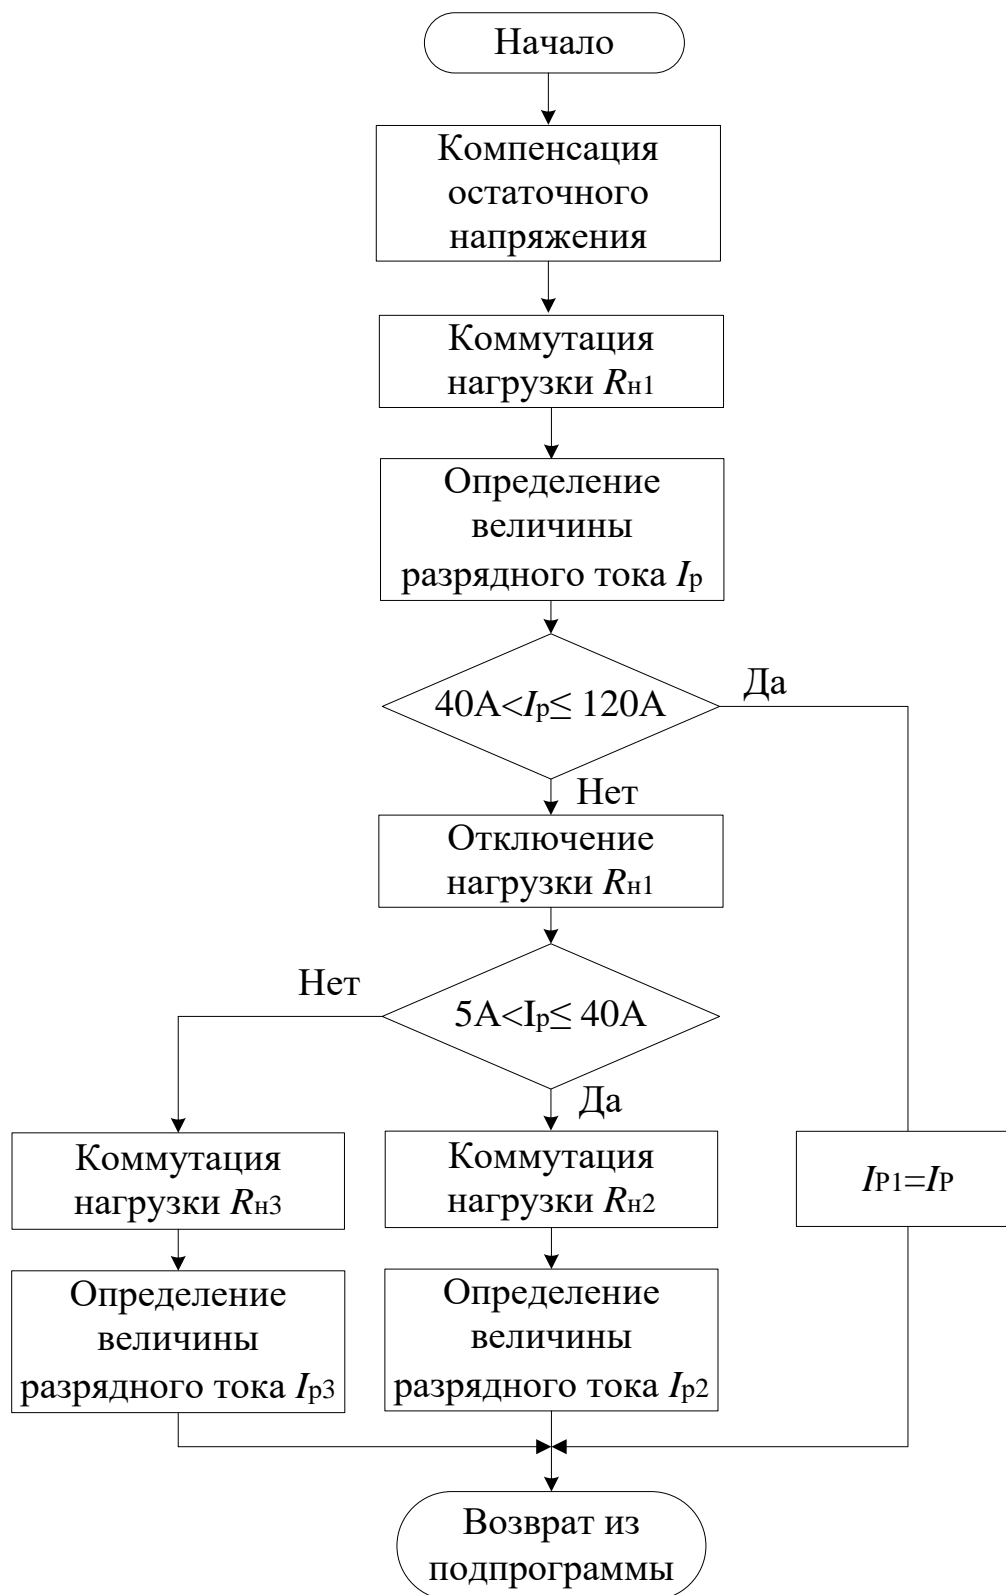 Начало
Компенсация
остаточного
напряжения
Коммутация
нагрузки Rн1
Определение
величины
разрядного тока Iр
40А<Iр≤ 120А
Да
Нет
Отключение
нагрузки Rн1
Нет
5А<Iр≤ 40А
Да
Коммутация
нагрузки Rн3
Коммутация
нагрузки Rн2
IР1=IР
Определение
величины
разрядного тока Iр3
Определение
величины
разрядного тока Iр2
Возврат из
подпрограммы